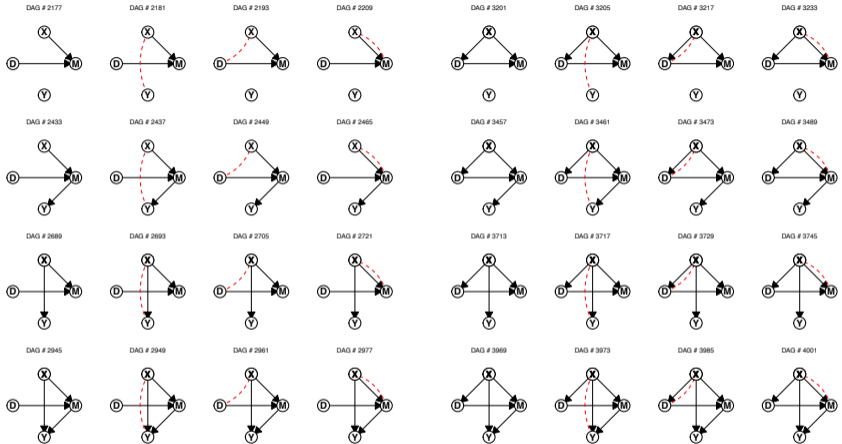 DAG # 2177 DAG # 2181 DAG # 2193 DAG # 2209 DAG # 3201 DAG # 3205 DAG # 3217 DAG # 3233
X X X X X X X X
D M D M D M D M D M D M D M D M
Y Y Y Y Y Y Y Y
DAG # 2433 DAG # 2437 DAG # 2449 DAG # 2465 DAG # 3457 DAG # 3461 DAG # 3473 DAG # 3489
X X X X X X X X
D M D M D M D M D M D M D M D M
Y Y Y Y Y Y Y Y
DAG # 2689 DAG # 2693 DAG # 2705 DAG # 2721 DAG # 3713 DAG # 3717 DAG # 3729 DAG # 3745
X X X X X X X X
D M D M D M D M D M D M D M D M
Y Y Y Y Y Y Y Y
DAG # 2945 DAG # 2949 DAG # 2961 DAG # 2977 DAG # 3969 DAG # 3973 DAG # 3985 DAG # 4001
X X X X X X X X
D M D M D M D M D M D M D M D M
Y Y Y Y Y Y Y Y